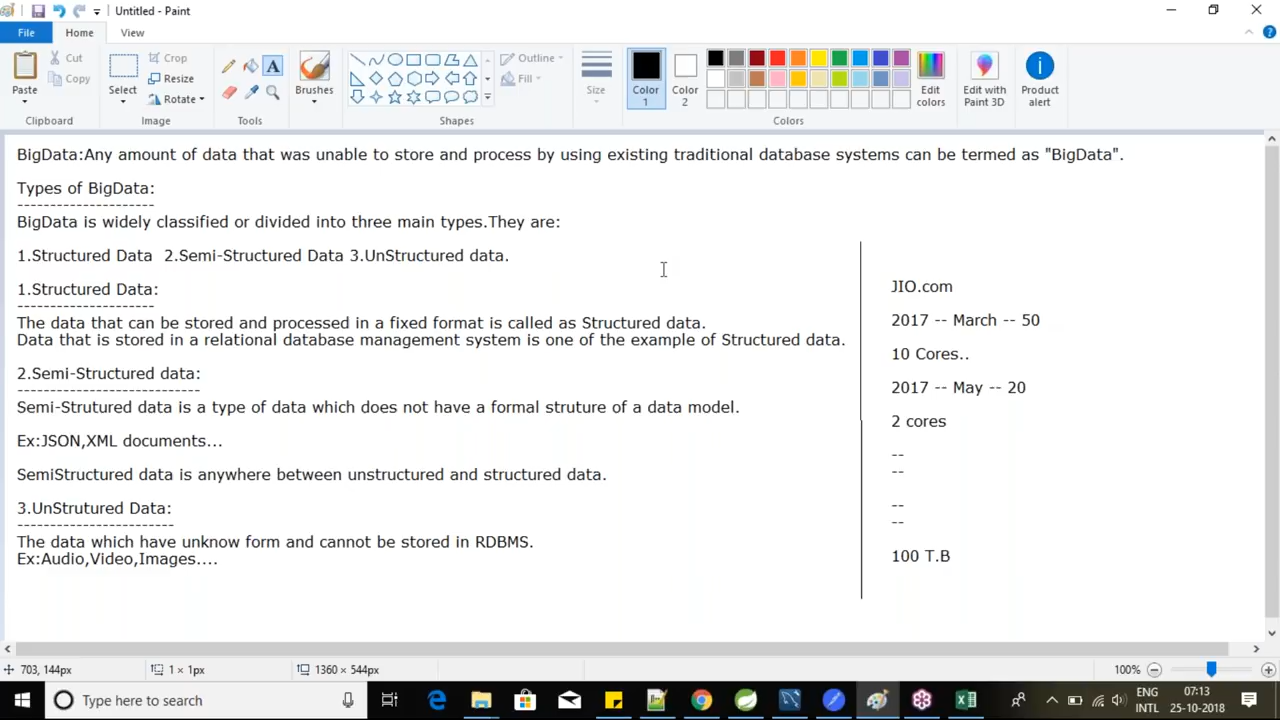 Untitled - Paint
File
Home
View
Paste
Cut
Copy
Clipboard
Select
Crop
Resize
Rotate
Image
A
Tools
Brushes
Shapes
Outline
Fill
Size
Color 1
Color 2
Colors
Edit colors
Edit with Paint 3D
Product alert
BigData:Any amount of data that was unable to store and process by using existing traditional database systems can be termed as "BigData".
Types of BigData:
---------------------
BigData is widely classified or divided into three main types.They are:
1.Structured Data  2.Semi-Structured Data 3.UnStructured data.
1.Structured Data:
---------------------
The data that can be stored and processed in a fixed format is called as Structured data.
Data that is stored in a relational database management system is one of the example of Structured data.
2.Semi-Structured data:
----------------------------
Semi-Strutured data is a type of data which does not have a formal struture of a data model.
Ex:JSON,XML documents...
SemiStructured data is anywhere between unstructured and structured data.
3.UnStrutured Data:
------------------------
The data which have unknow form and cannot be stored in RDBMS.
Ex:Audio,Video,Images....
JIO.com
2017 -- March -- 50
10 Cores..
2017 -- May -- 20
2 cores
--
--
--
--
100 T.B
703, 144px
1 × 1px
1360 × 544px
100%
Type here to search
ENG
INTL
07:13
25-10-2018